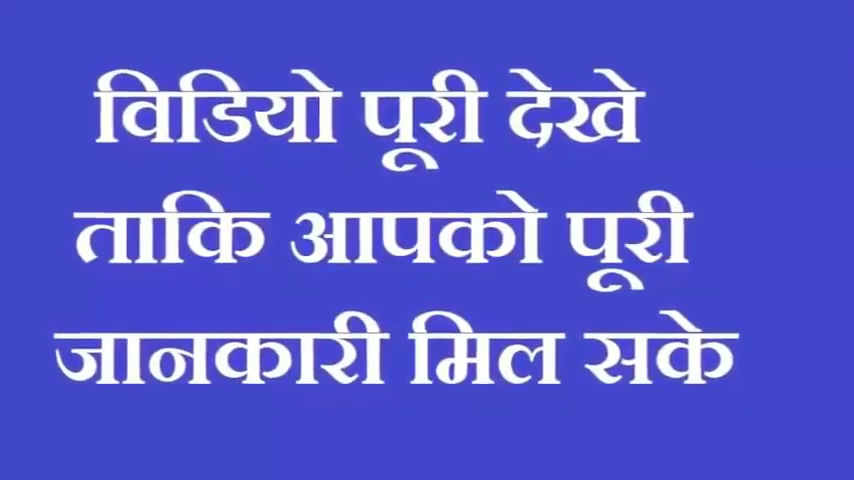 विडियो पूरी देखे
ताकि आपको पूरी
जानकारी मिल सके